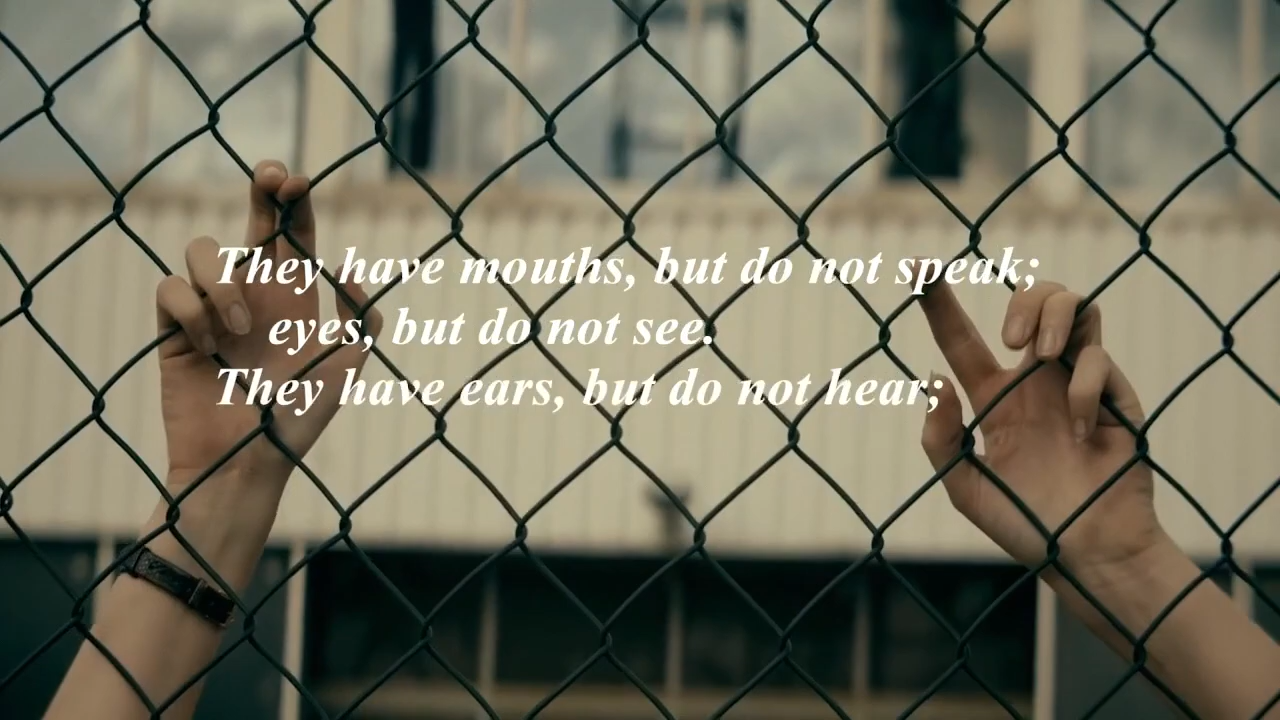 They have mouths, but do not speak;
eyes, but do not see.
They have ears, but do not hear;